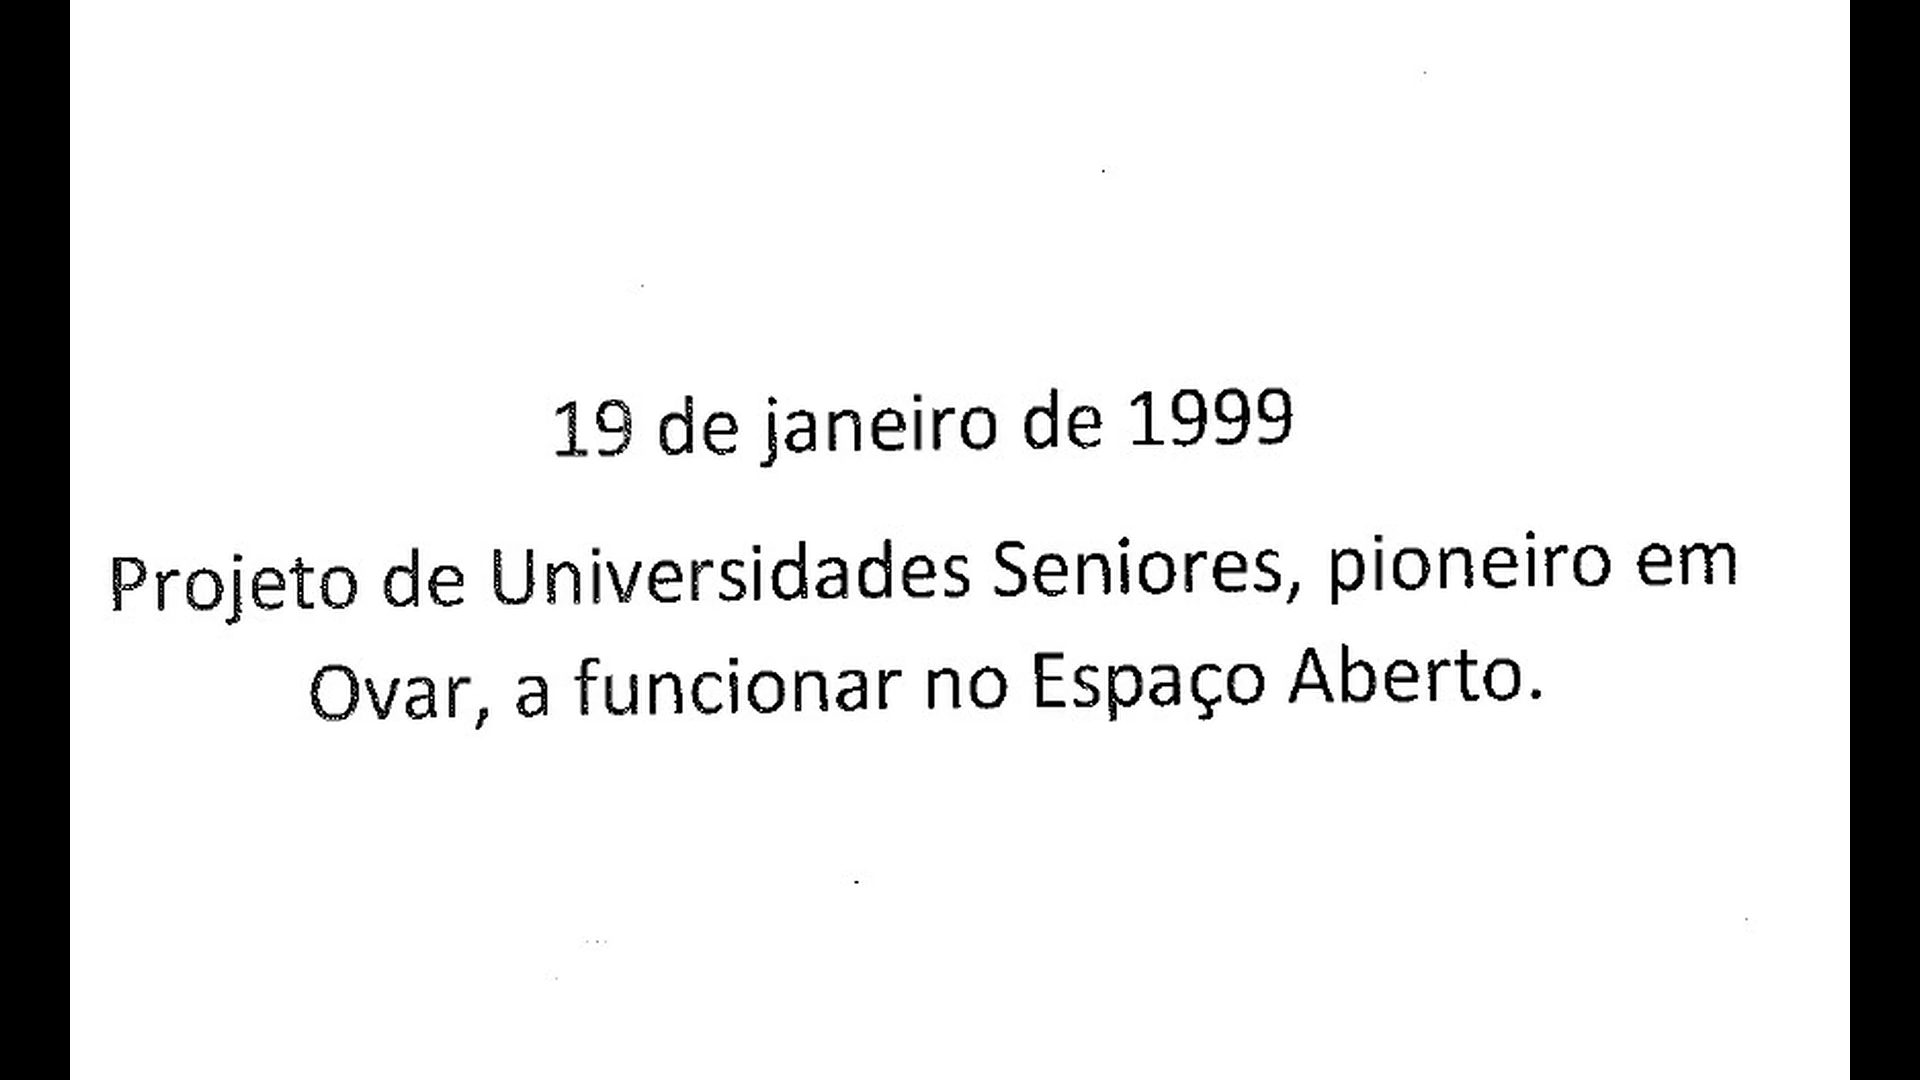 19 de janeiro de 1999
Projeto de Universidades Seniores, pioneiro em
Ovar, a funcionar no Espaço Aberto.